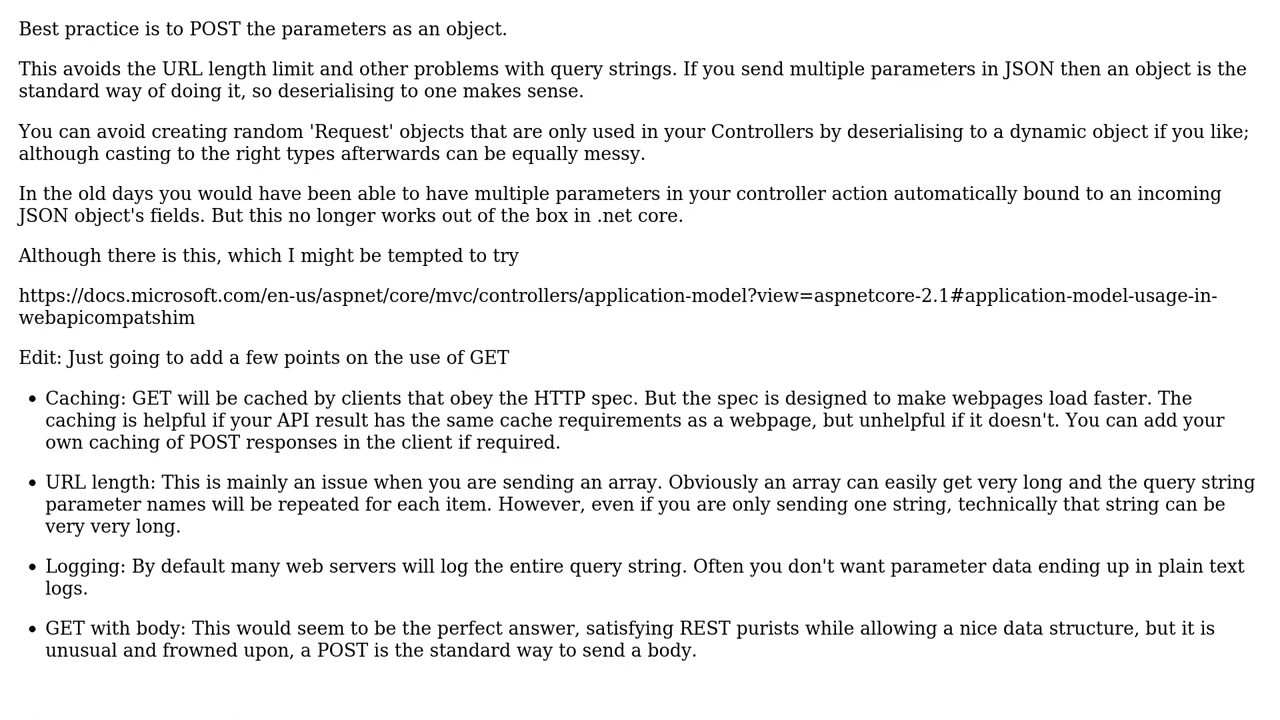 Best practice is to POST the parameters as an object.
This avoids the URL length limit and other problems with query strings. If you send multiple parameters in JSON then an object is the
standard way of doing it, so deserialising to one makes sense.
You can avoid creating random 'Request' objects that are only used in your Controllers by deserialising to a dynamic object if you like;
although casting to the right types afterwards can be equally messy.
In the old days you would have been able to have multiple parameters in your controller action automatically bound to an incoming
JSON object's fields. But this no longer works out of the box in .net core.
Although there is this, which I might be tempted to try
https://docs.microsoft.com/en-us/aspnet/core/mvc/controllers/application-model?view=aspnetcore-2.1#application-model-usage-in-
webapicompatshim
Edit: Just going to add a few points on the use of GET
• Caching: GET will be cached by clients that obey the HTTP spec. But the spec is designed to make webpages load faster. The
caching is helpful if your API result has the same cache requirements as a webpage, but unhelpful if it doesn't. You can add your
own caching of POST responses in the client if required.
• URL length: This is mainly an issue when you are sending an array. Obviously an array can easily get very long and the query string
parameter names will be repeated for each item. However, even if you are only sending one string, technically that string can be
very very long.
• Logging: By default many web servers will log the entire query string. Often you don't want parameter data ending up in plain text
logs.
• GET with body: This would seem to be the perfect answer, satisfying REST purists while allowing a nice data structure, but it is
unusual and frowned upon, a POST is the standard way to send a body.